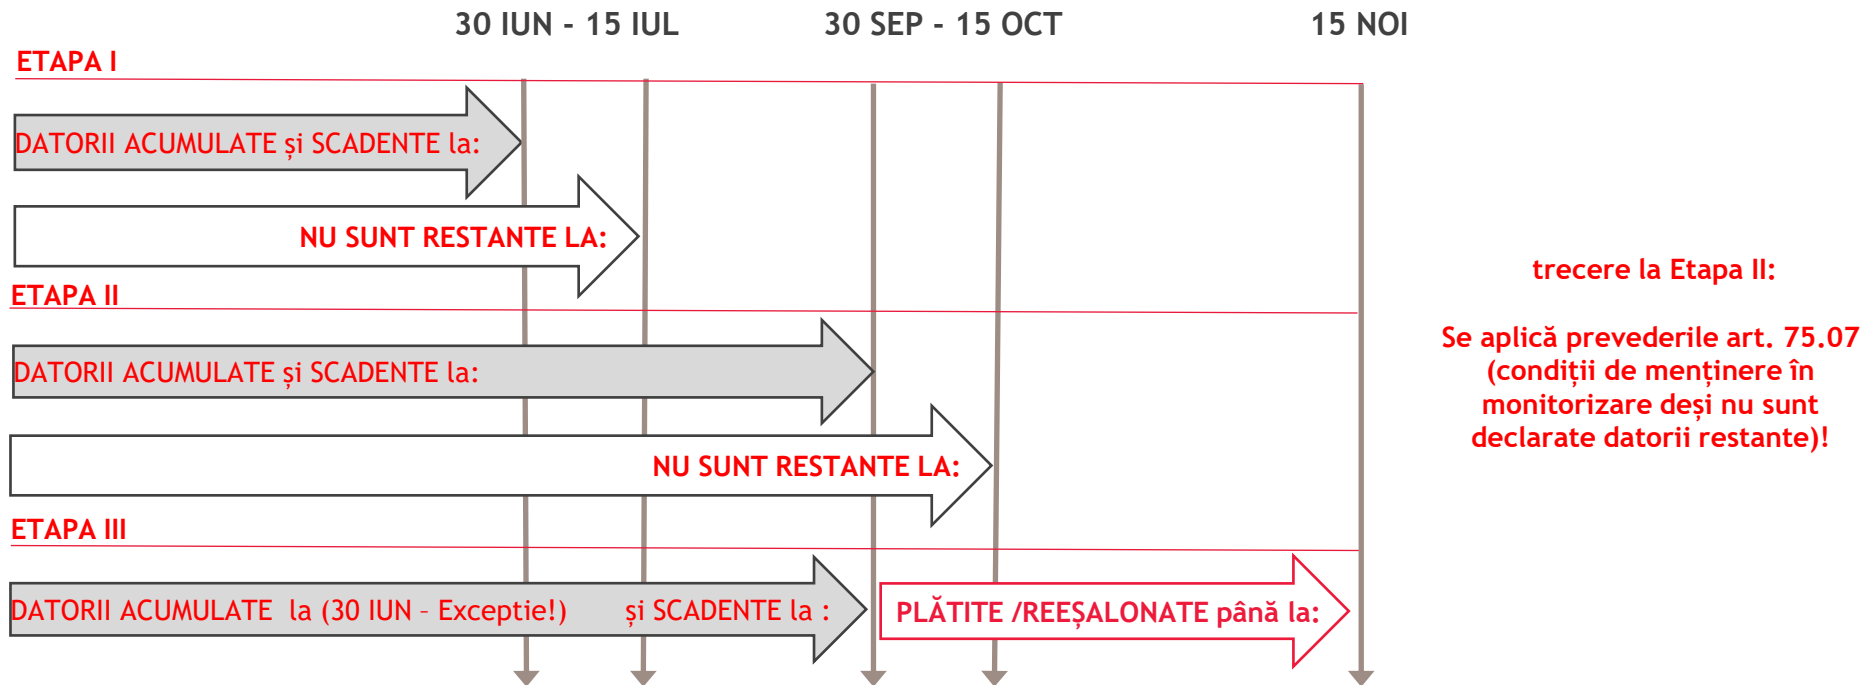 30 IUN - 15 IUL
30 SEP - 15 OCT
15 NOI
ETAPA I
DATORII ACUMULATE și SCADENTE la:
NU SUNT RESTANTE LA:
ETAPA II
DATORII ACUMULATE și SCADENTE la:
NU SUNT RESTANTE LA:
ETAPA III
DATORII ACUMULATE la (30 IUN – Exceptie!) și SCADENTE la :
PLĂTITE /REEȘALONATE până la:
trecere la Etapa II:
Se aplică prevederile art. 75.07
(condiții de menținere în
monitorizare deși nu sunt
declarate datorii restante)!